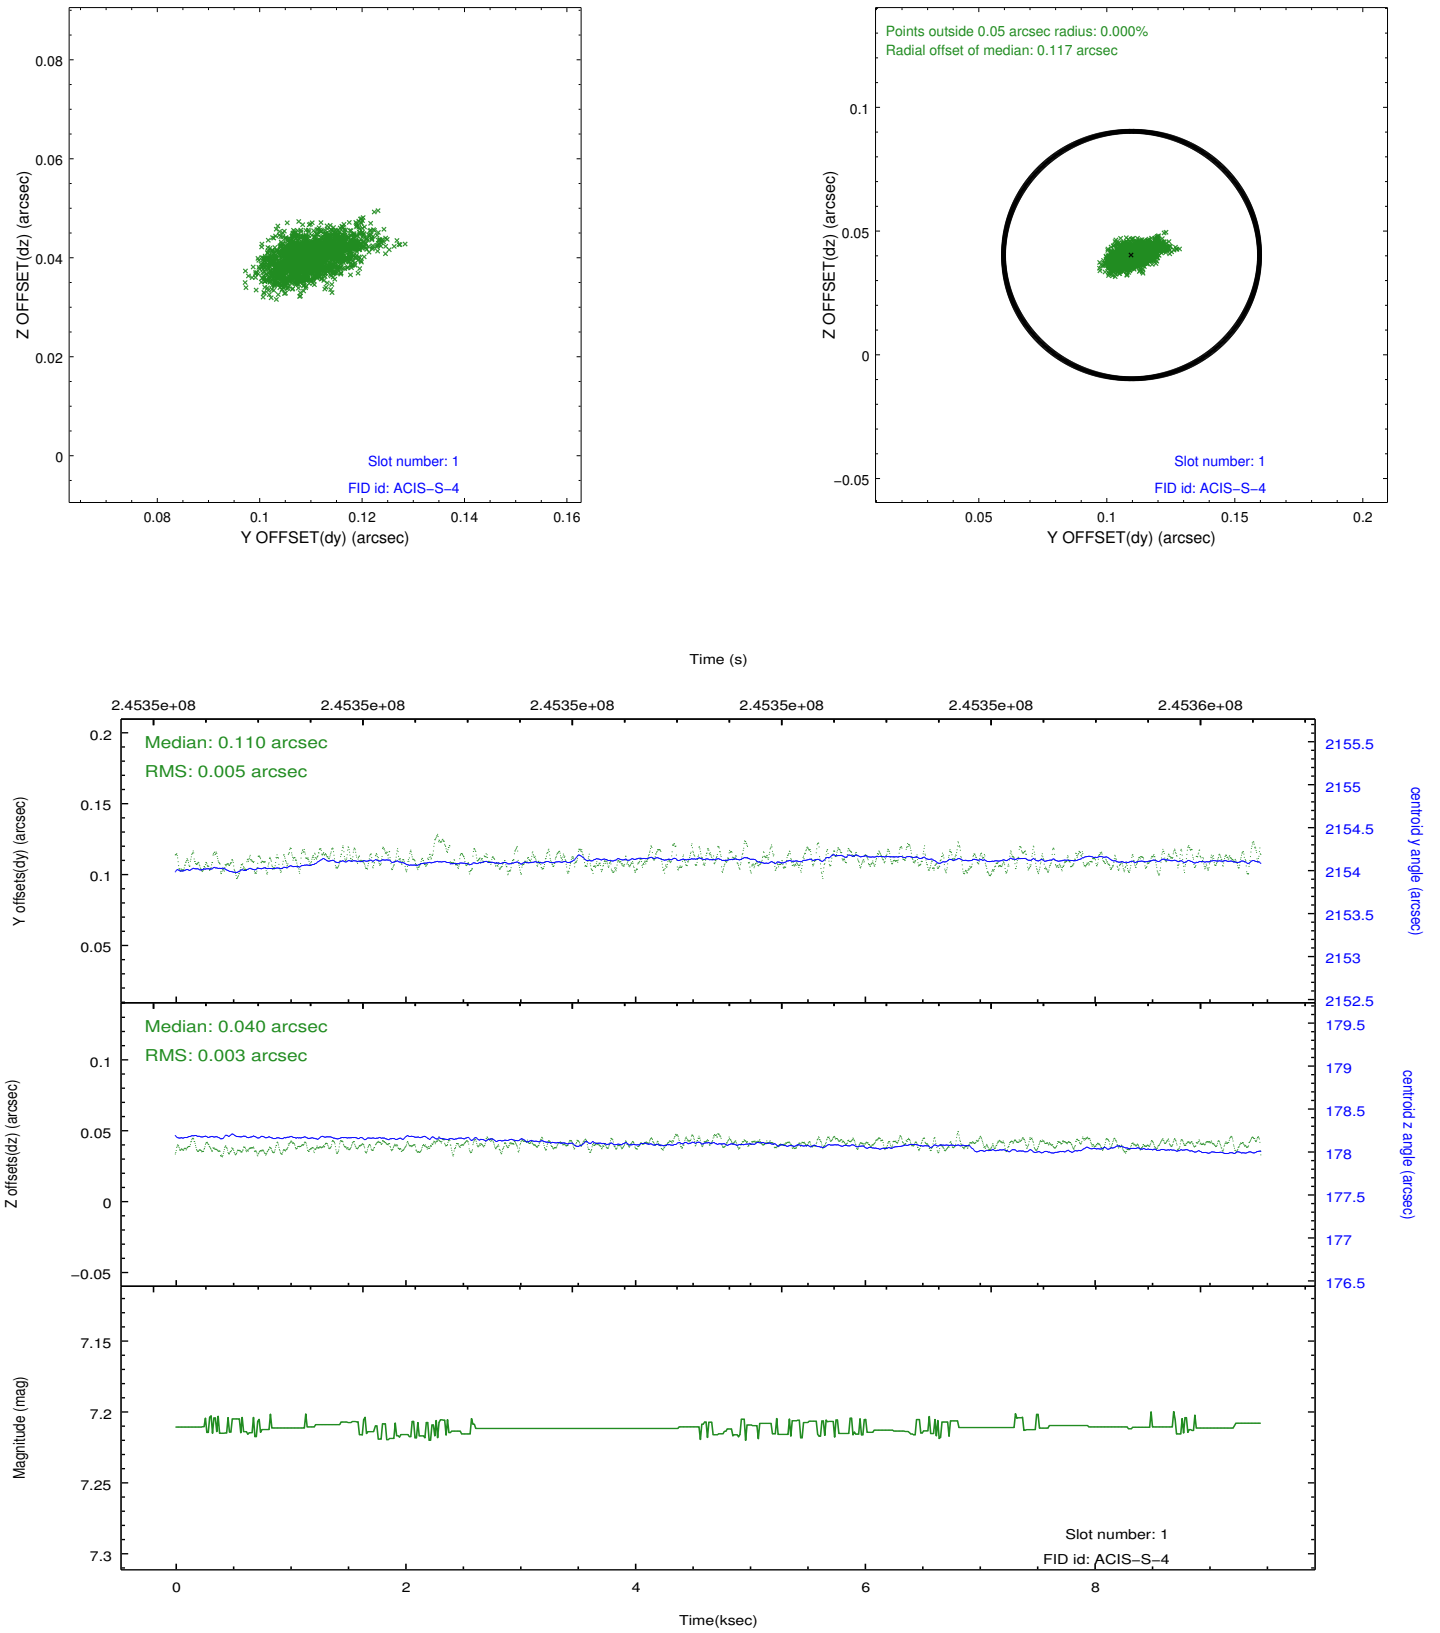 0.08
0.06
0.04
0.02
0
Z OFFSET(dz) (arcsec)
Slot number: 1
FID id: ACIS−S−4
0.08 0.1 0.12 0.14 0.16
Y OFFSET(dy) (arcsec)
Points outside 0.05 arcsec radius: 0.000%
Radial offset of median: 0.117 arcsec
0.1
0.05
0
−0.05
Z OFFSET(dz) (arcsec)
Slot number: 1
FID id: ACIS−S−4
0.05 0.1 0.15 0.2
Y OFFSET(dy) (arcsec)
Time (s)
2.4535e+08 2.4535e+08 2.4535e+08 2.4535e+08 2.4535e+08 2.4536e+08
Median: 0.110 arcsec
RMS: 0.005 arcsec
0.2
0.15
0.1
0.05
Y offsets(dy) (arcsec)
2155.5
2155
2154.5
2154
2153.5
2153
2152.5
centroid y angle (arcsec)
Median: 0.040 arcsec
RMS: 0.003 arcsec
0.1
0.05
0
−0.05
Z offsets(dz) (arcsec)
179.5
179
178.5
178
177.5
177
176.5
centroid z angle (arcsec)
7.15
7.2
7.25
7.3
Magnitude (mag)
Slot number: 1
FID id: ACIS−S−4
0 2 4 6 8
Time(ksec)